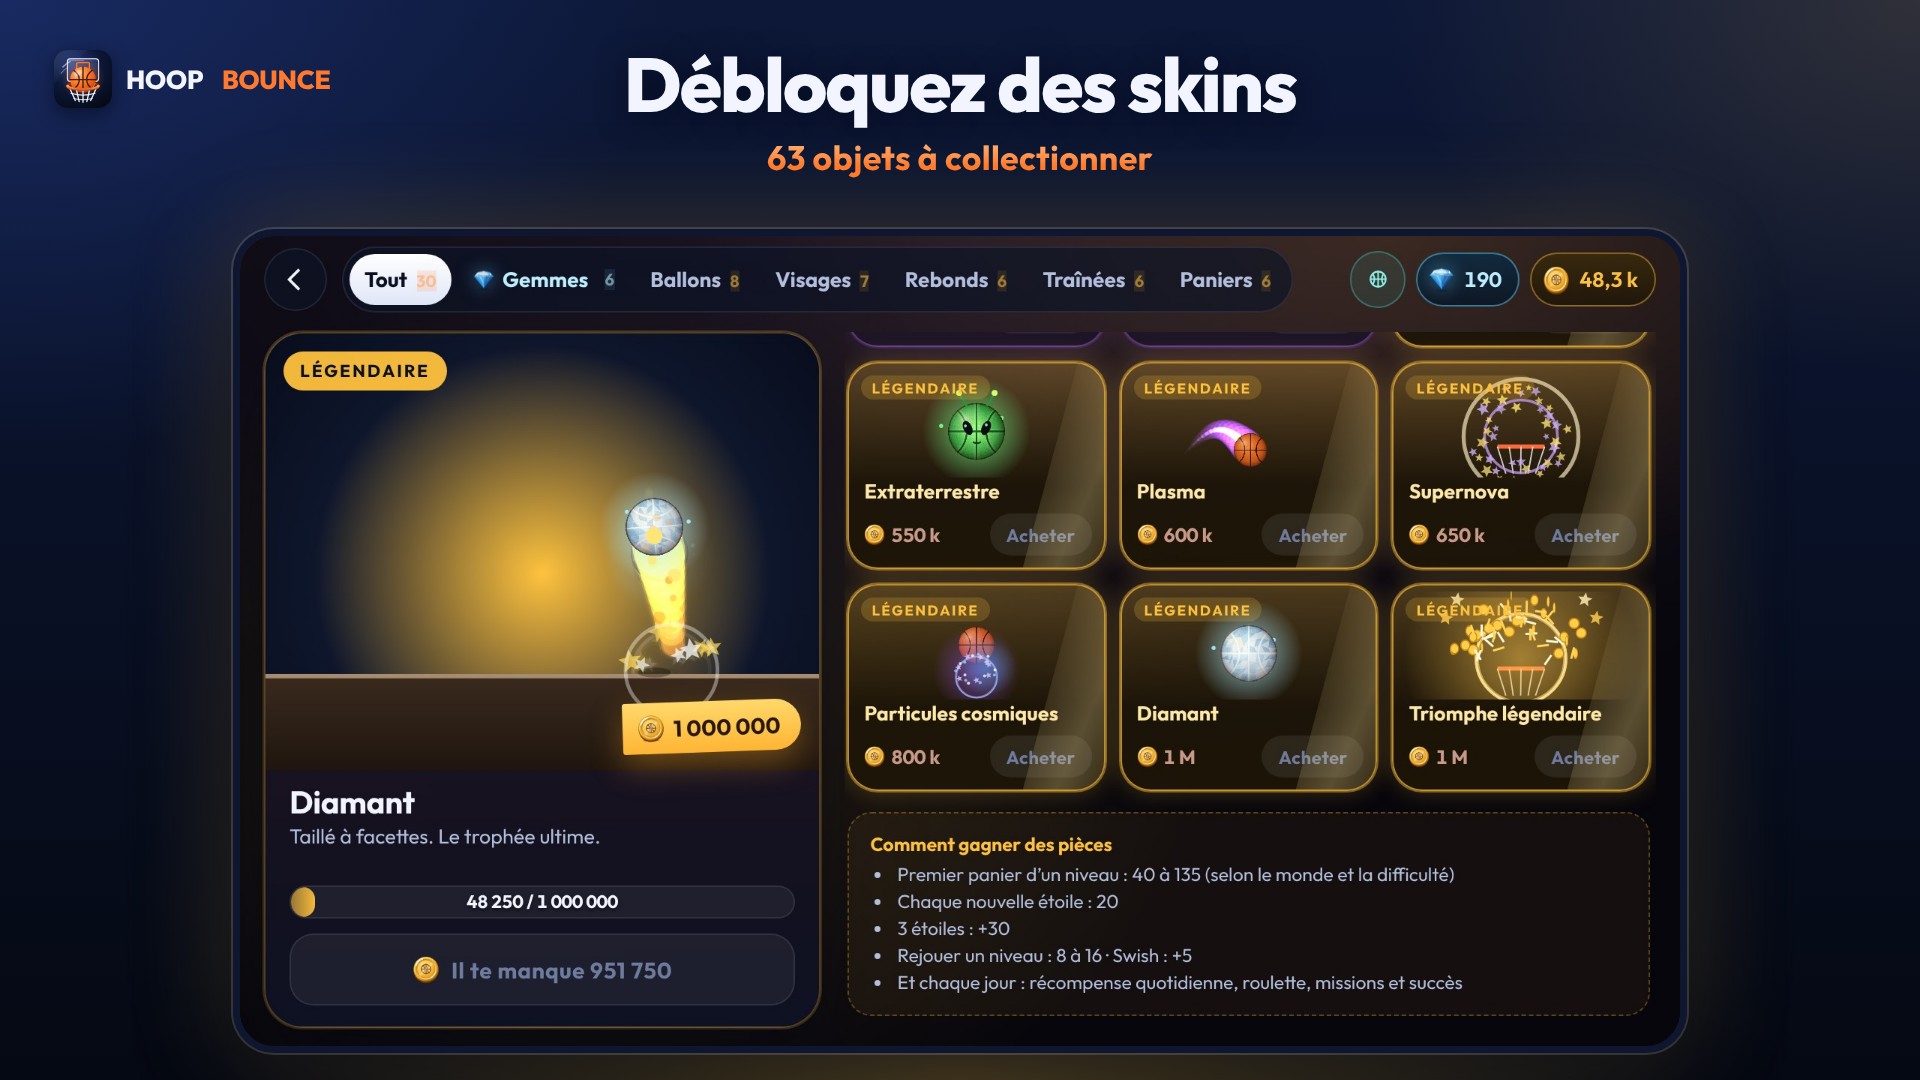 HOOP BOUNCE
Débloquez des skins
63 objets à collectionner
Tout 30
Gemmes 6
Ballons 8
Visages 7
Rebonds 6
Traînées 6
Paniers 6
190
48,3 k
LÉGENDAIRE
1 000 000
Diamant
Taillé à facettes. Le trophée ultime.
48 250 / 1 000 000
Il te manque 951 750
LÉGENDAIRE
Extraterrestre
550 k
Acheter
LÉGENDAIRE
Plasma
600 k
Acheter
LÉGENDAIRE
Supernova
650 k
Acheter
LÉGENDAIRE
Particules cosmiques
800 k
Acheter
LÉGENDAIRE
Diamant
1 M
Acheter
LÉGENDAIRE
Triomphe légendaire
1 M
Acheter
Comment gagner des pièces
• Premier panier d’un niveau : 40 à 135 (selon le monde et la difficulté)
• Chaque nouvelle étoile : 20
• 3 étoiles : +30
• Rejouer un niveau : 8 à 16 · Swish : +5
• Et chaque jour : récompense quotidienne, roulette, missions et succès